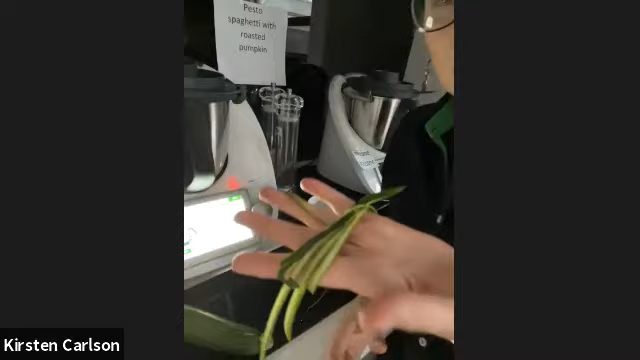 Pesto
spaghetti with
roasted
pumpkin
Kirsten Carlson